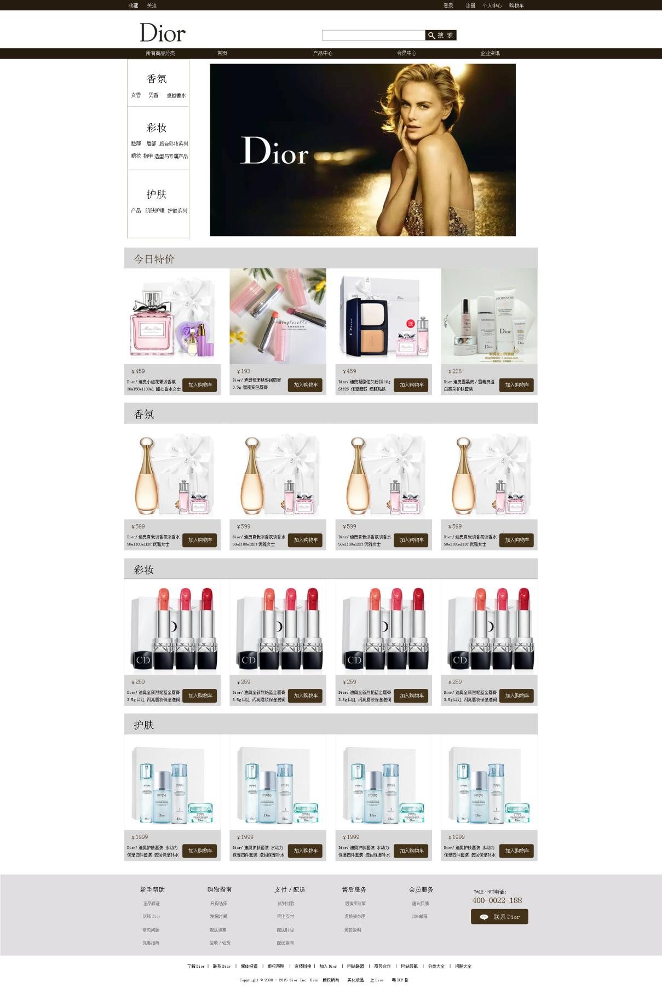 收藏 关注 登录 注册 个人中心 购物车
Dior
搜 索
所有商品分类 首页 产品中心 会员中心 企业资讯
香氛
女香 男香 卓越香水
彩妆
脸部 唇部 后台彩妆系列
眼妆 指甲 造型与专属产品
护肤
产品 肌肤护理 护肤系列
Dior
今日特价
¥459 ¥193 ¥459 ¥228
Dior/ 迪奥小姐花漾淡香氛
30ml50ml100ml 甜心香水女士
加入购物车
Dior/ 迪奥粉漾魅惑润唇膏
3.5g 智能变色唇膏
加入购物车
Dior/ 迪奥凝脂恒久粉饼 10g
SPF25 保湿遮瑕 细腻贴肤
加入购物车
Dior 迪奥雪晶灵 / 雪精灵透
白亮采护肤套装
加入购物车
香氛
¥599 ¥599 ¥599 ¥599
Dior/ 迪奥真我淡香氛淡香水
50ml100mlEDT 优雅女士
加入购物车
Dior/ 迪奥真我淡香氛淡香水
50ml100mlEDT 优雅女士
加入购物车
Dior/ 迪奥真我淡香氛淡香水
50ml100mlEDT 优雅女士
加入购物车
Dior/ 迪奥真我淡香氛淡香水
50ml100mlEDT 优雅女士
加入购物车
彩妆
¥259 ¥259 ¥259 ¥259
Dior/ 迪奥全新烈艳蓝金唇膏
3.5g 口红 闪亮唇妆保湿滋润
加入购物车
Dior/ 迪奥全新烈艳蓝金唇膏
3.5g 口红 闪亮唇妆保湿滋润
加入购物车
Dior/ 迪奥全新烈艳蓝金唇膏
3.5g 口红 闪亮唇妆保湿滋润
加入购物车
Dior/ 迪奥全新烈艳蓝金唇膏
3.5g 口红 闪亮唇妆保湿滋润
加入购物车
护肤
¥1999 ¥1999 ¥1999 ¥1999
Dior/ 迪奥护肤套装 水动力
保湿四件套装 滋润保湿补水
加入购物车
Dior/ 迪奥护肤套装 水动力
保湿四件套装 滋润保湿补水
加入购物车
Dior/ 迪奥护肤套装 水动力
保湿四件套装 滋润保湿补水
加入购物车
Dior/ 迪奥护肤套装 水动力
保湿四件套装 滋润保湿补水
加入购物车
新手帮助 购物指南 支付 / 配送 售后服务 会员服务
正品保证 尺码选择 货到付款 退换货政策 建议反馈
玩转 Dior 发货时间 网上支付 退换货办理 CEO 邮箱
常见问题 配送运费 配送时间 退款说明
优惠指南 签收 / 验货 配送查询
7*12 小时电话：
400-0022-188
联系 Dior
了解 Dior | 联系 Dior | 媒体报道 | 版权声明 | 友情链接 | 加入 Dior | 网站联盟 | 商务合作 | 网站导航 | 分类大全 | 问题大全
Copyright © 2008 - 2015 Dior Inc. Dior 版权所有 买化妆品 上 Dior 粤 ICP 备